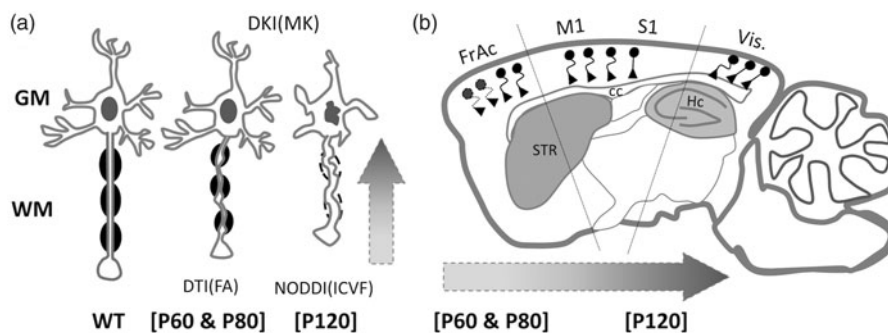 (a)
DKI(MK)
GM
WM
DTI(FA)
NODDI(ICVF)
WT
[P60 & P80]
[P120]
(b)
FrAc
M1
S1
Vis.
cc
Hc
STR
[P60 & P80]
[P120]